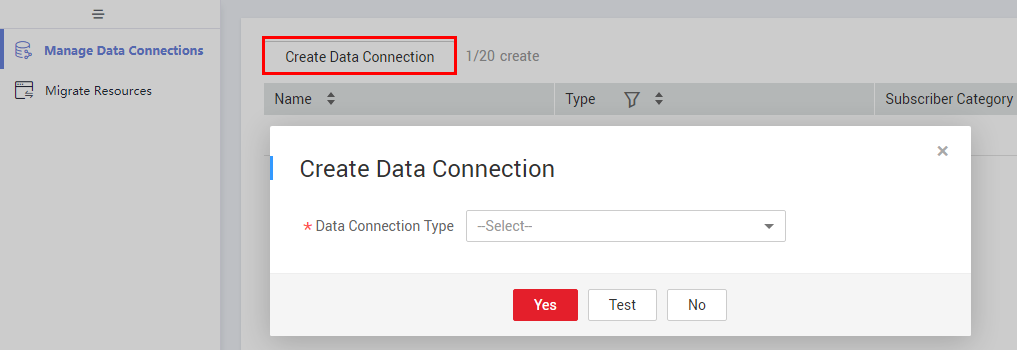 Manage Data Connections
Migrate Resources
Create Data Connection 1/20 create
Name Type Subscriber Category
Create Data Connection
* Data Connection Type --Select--
Yes Test No